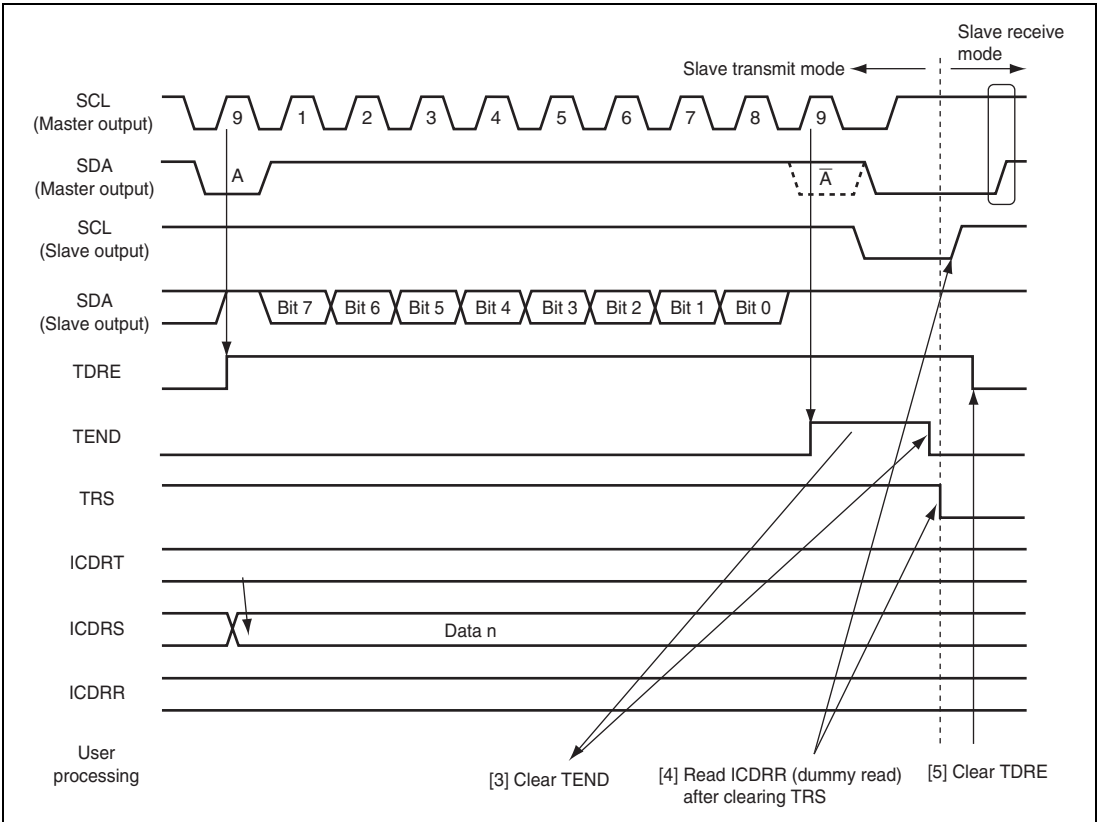 Slave receive
mode
Slave transmit mode
SCL
(Master output)
9 1 2 3 4 5 6 7 8 9
SDA
(Master output)
A A̅
SCL
(Slave output)
SDA
(Slave output)
Bit 7 Bit 6 Bit 5 Bit 4 Bit 3 Bit 2 Bit 1 Bit 0
TDRE
TEND
TRS
ICDRT
ICDRS
Data n
ICDRR
User
processing
[3] Clear TEND
[4] Read ICDRR (dummy read)
after clearing TRS
[5] Clear TDRE